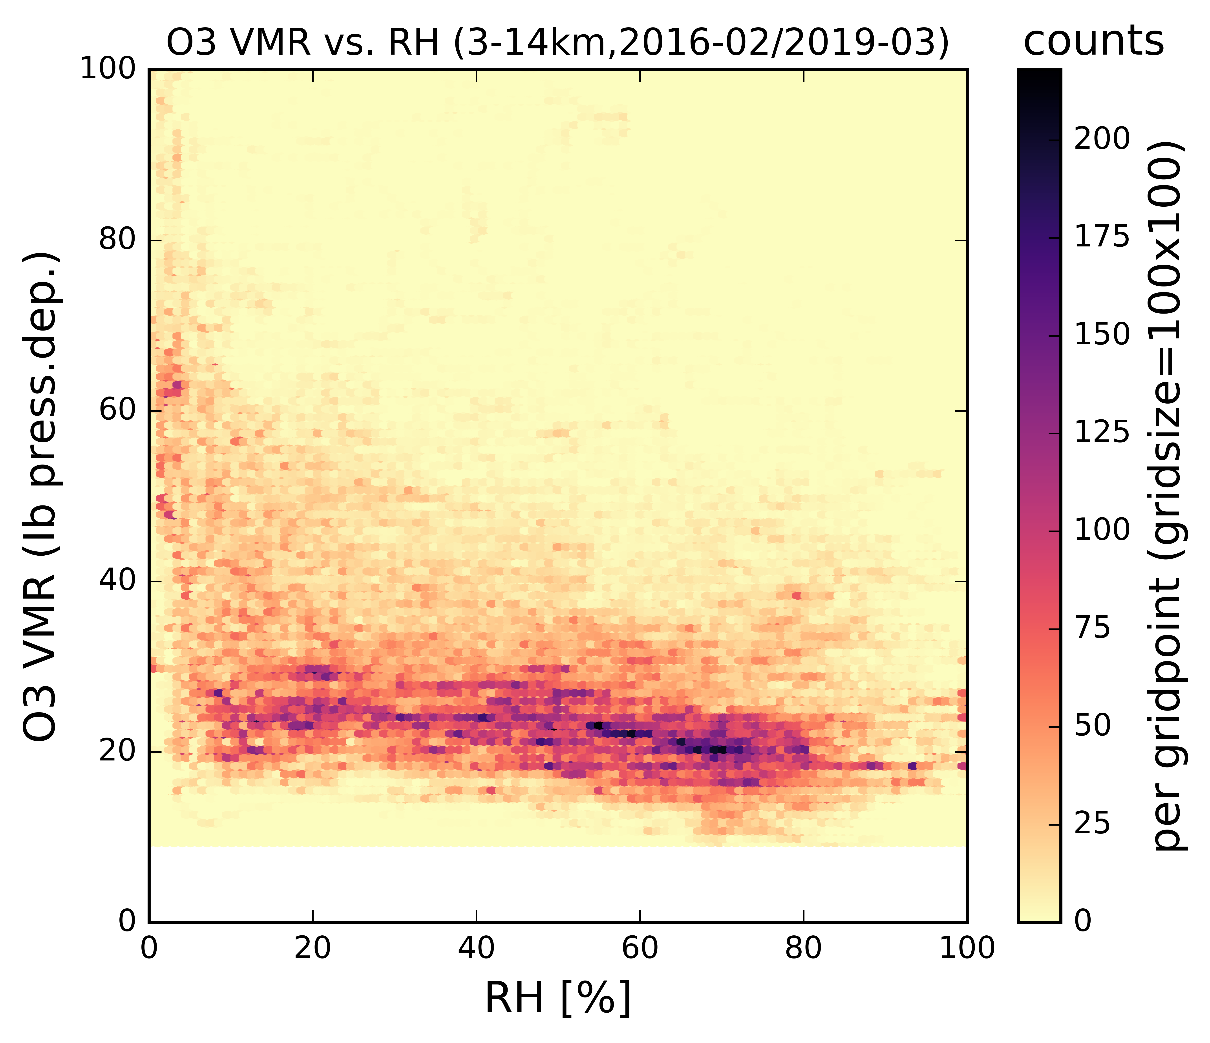 O3 VMR vs. RH (3-14km,2016-02/2019-03)
counts
100
80
60
40
20
0
O3 VMR (lb press.dep.)
0 20 40 60 80 100
RH [%]
200
175
150
125
100
75
50
25
0
per gridpoint (gridsize=100x100)